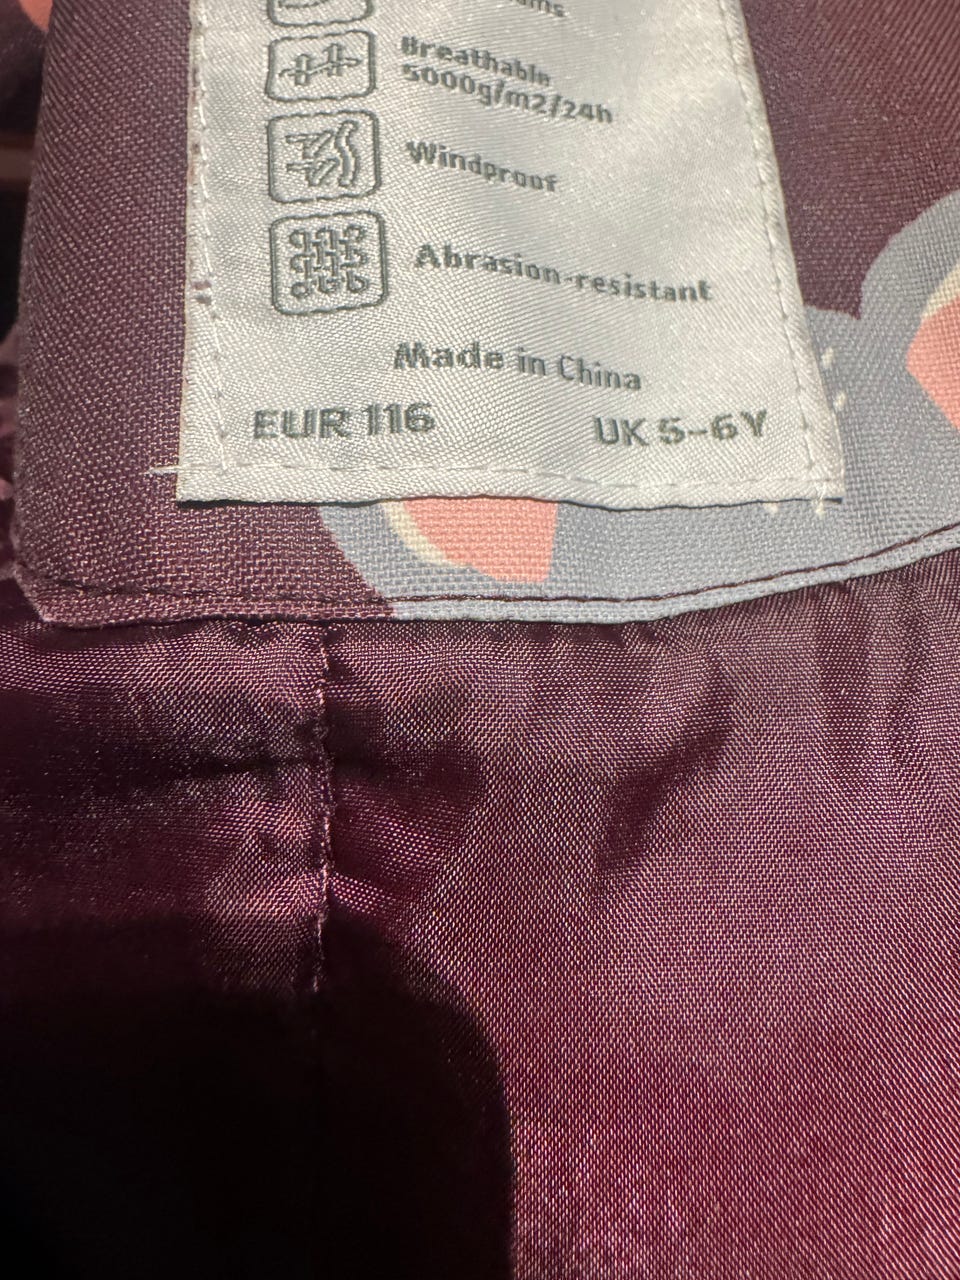 Breathable
5000g/m2/24h
Windproof
Abrasion-resistant
Made in China
EUR 116 UK 5-6Y